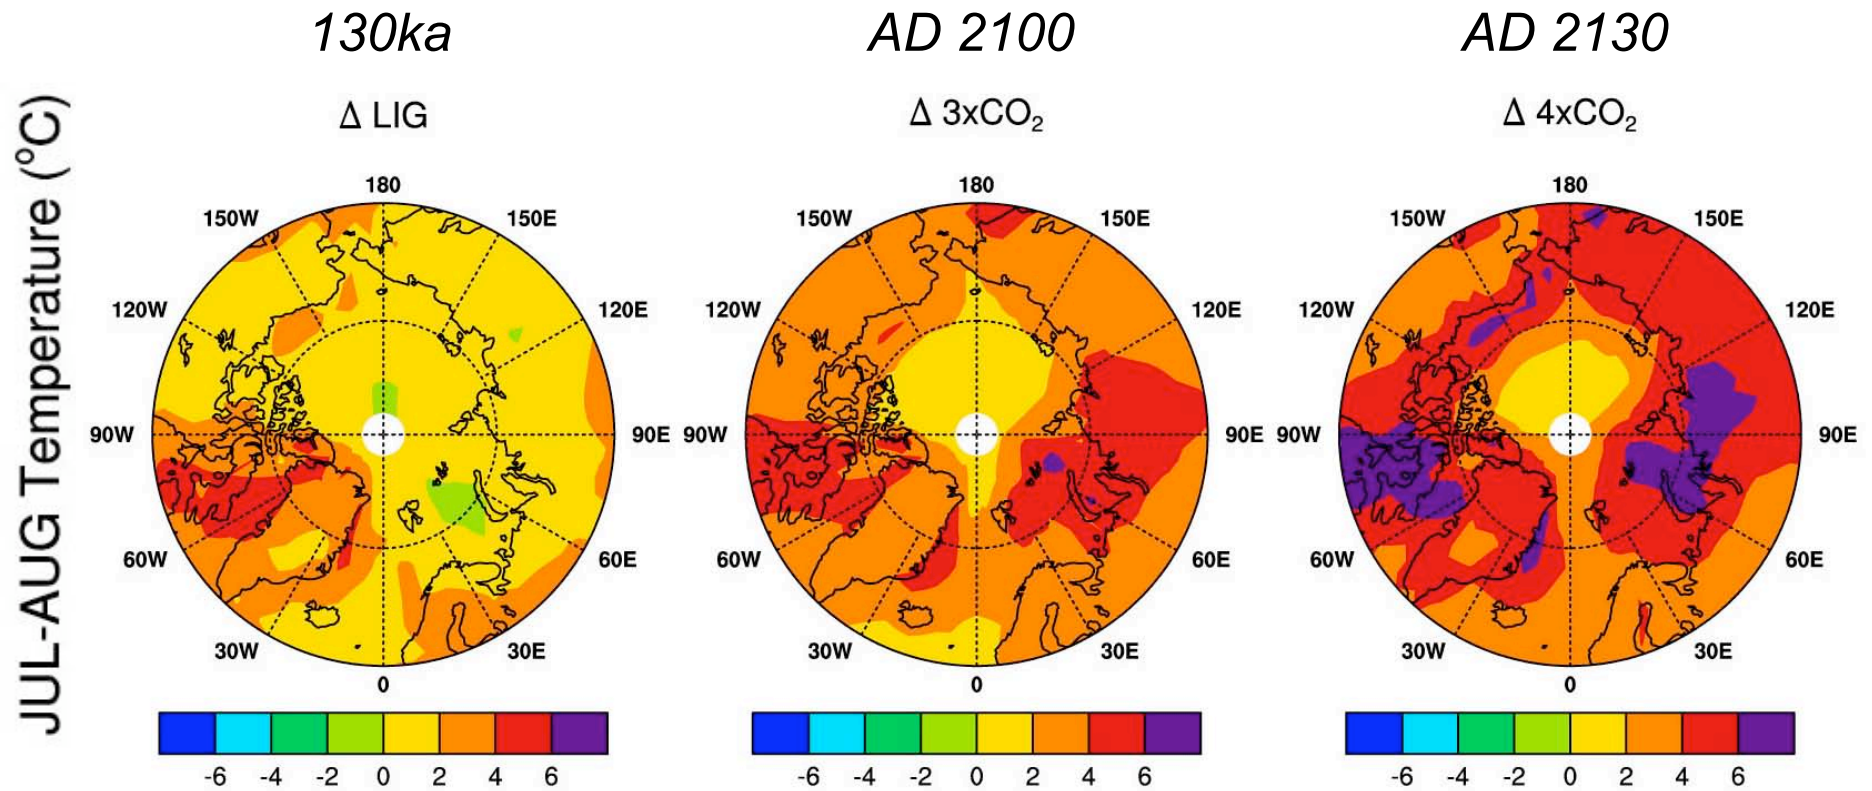 130ka
AD 2100
AD 2130
JUL-AUG Temperature (°C)
Δ LIG
Δ 3xCO₂
Δ 4xCO₂
180
150W
150E
120W
120E
90W
90E
60W
60E
30W
30E
0
180
150W
150E
120W
120E
90W
90E
60W
60E
30W
30E
0
180
150W
150E
120W
120E
90W
90E
60W
60E
30W
30E
0
-6 -4 -2 0 2 4 6
-6 -4 -2 0 2 4 6
-6 -4 -2 0 2 4 6